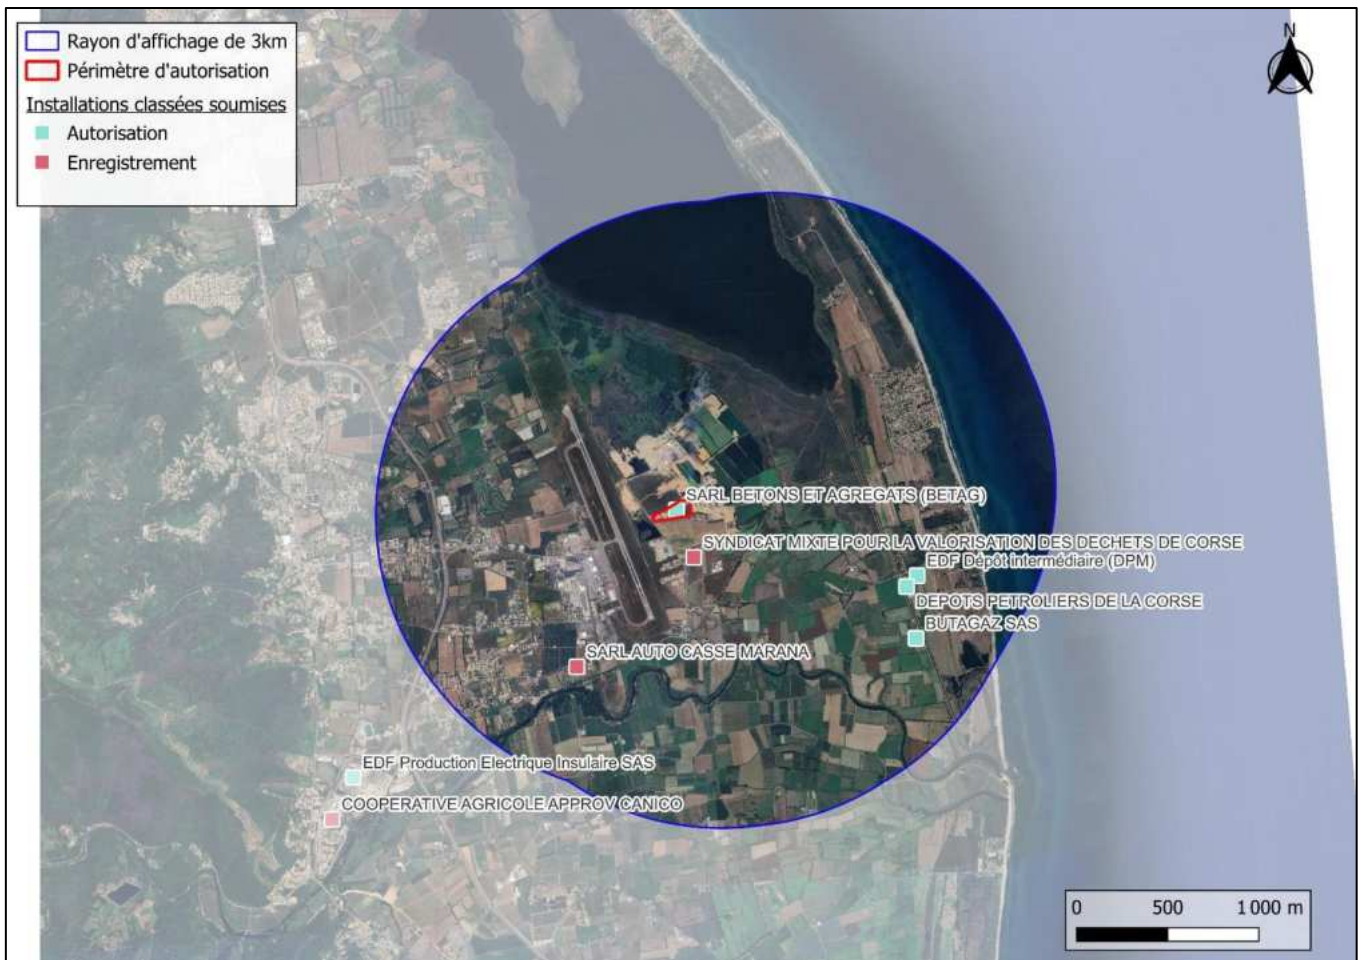 Rayon d'affichage de 3km
Périmètre d'autorisation
Installations classées soumises
Autorisation
Enregistrement
N
SARL BETONS ET AGREGATS (BETAG)
SYNDICAT MIXTE POUR LA VALORISATION DES DECHETS DE CORSE
EDF Dépôt intermédiaire (DPM)
DEPOTS PETROLIERS DE LA CORSE
BUTAGAZ SAS
SARL AUTO CASSE MARANA
EDF Production Electrique Insulaire SAS
COOPERATIVE AGRICOLE APPROV CANICO
0 500 1 000 m